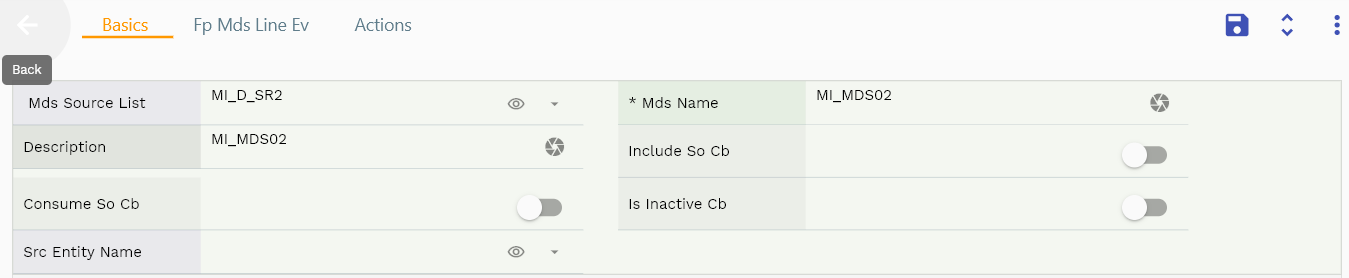 Basics Fp Mds Line Ev Actions
Back
Mds Source List MI_D_SR2 * Mds Name MI_MDS02
Description MI_MDS02 Include So Cb
Consume So Cb Is Inactive Cb
Src Entity Name